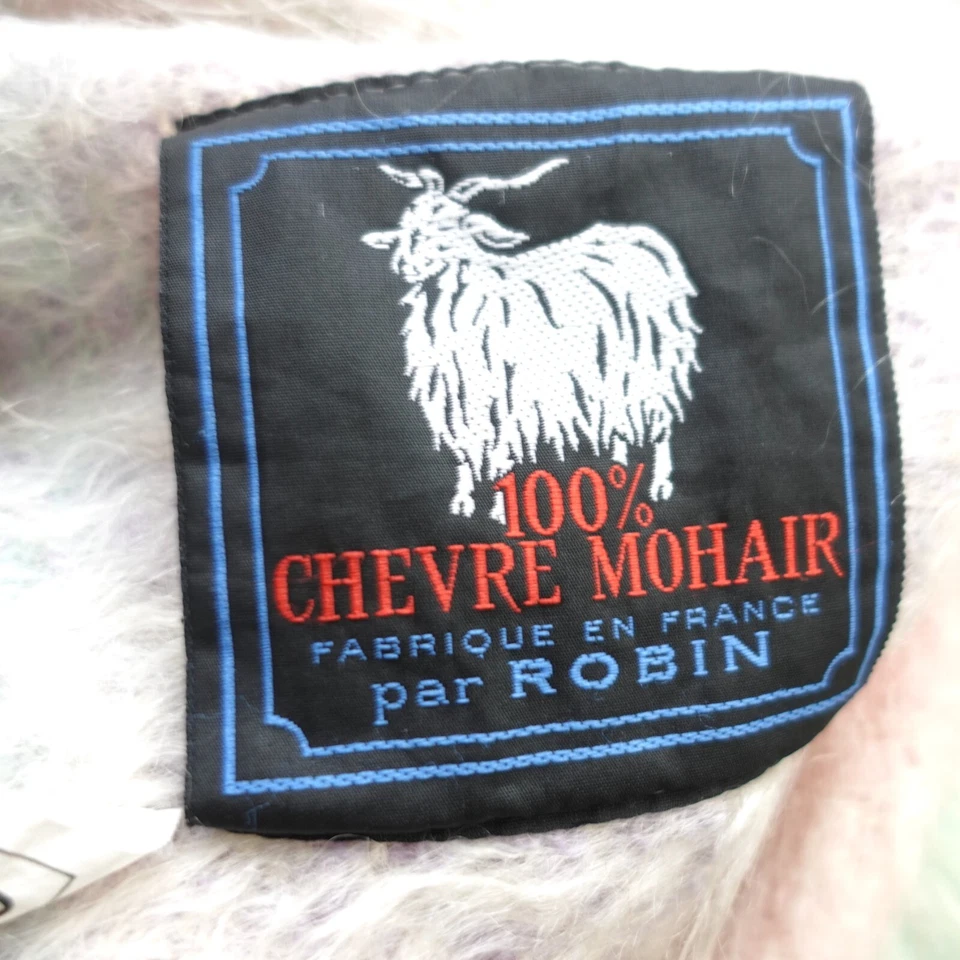 100%
CHEVRE MOHAIR
FABRIQUE EN FRANCE
par ROBIN